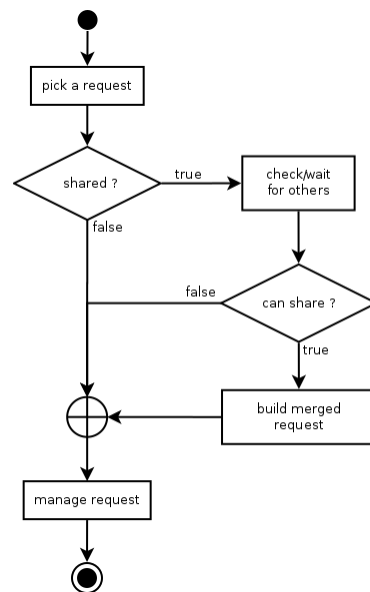 pick a request
shared ?
true
check/wait
for others
false
can share ?
false
true
build merged
request
manage request